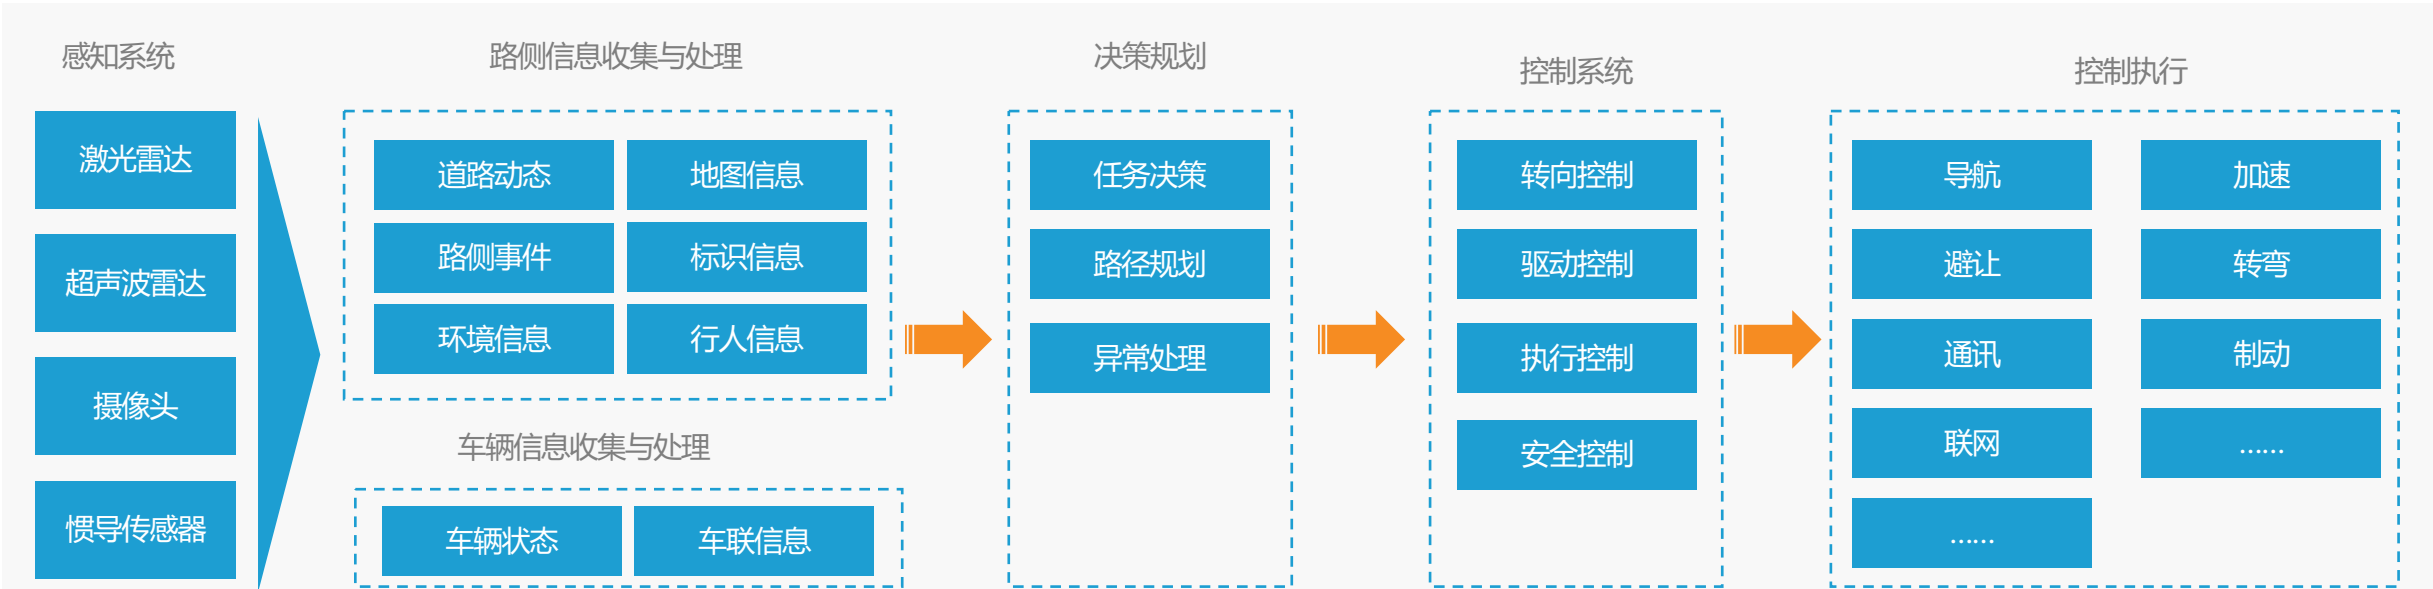 感知系统
激光雷达
超声波雷达
摄像头
惯导传感器
路侧信息收集与处理
道路动态
地图信息
路侧事件
标识信息
环境信息
行人信息
车辆信息收集与处理
车辆状态
车联信息
决策规划
任务决策
路径规划
异常处理
控制系统
转向控制
驱动控制
执行控制
安全控制
控制执行
导航
加速
避让
转弯
通讯
制动
联网
……
……